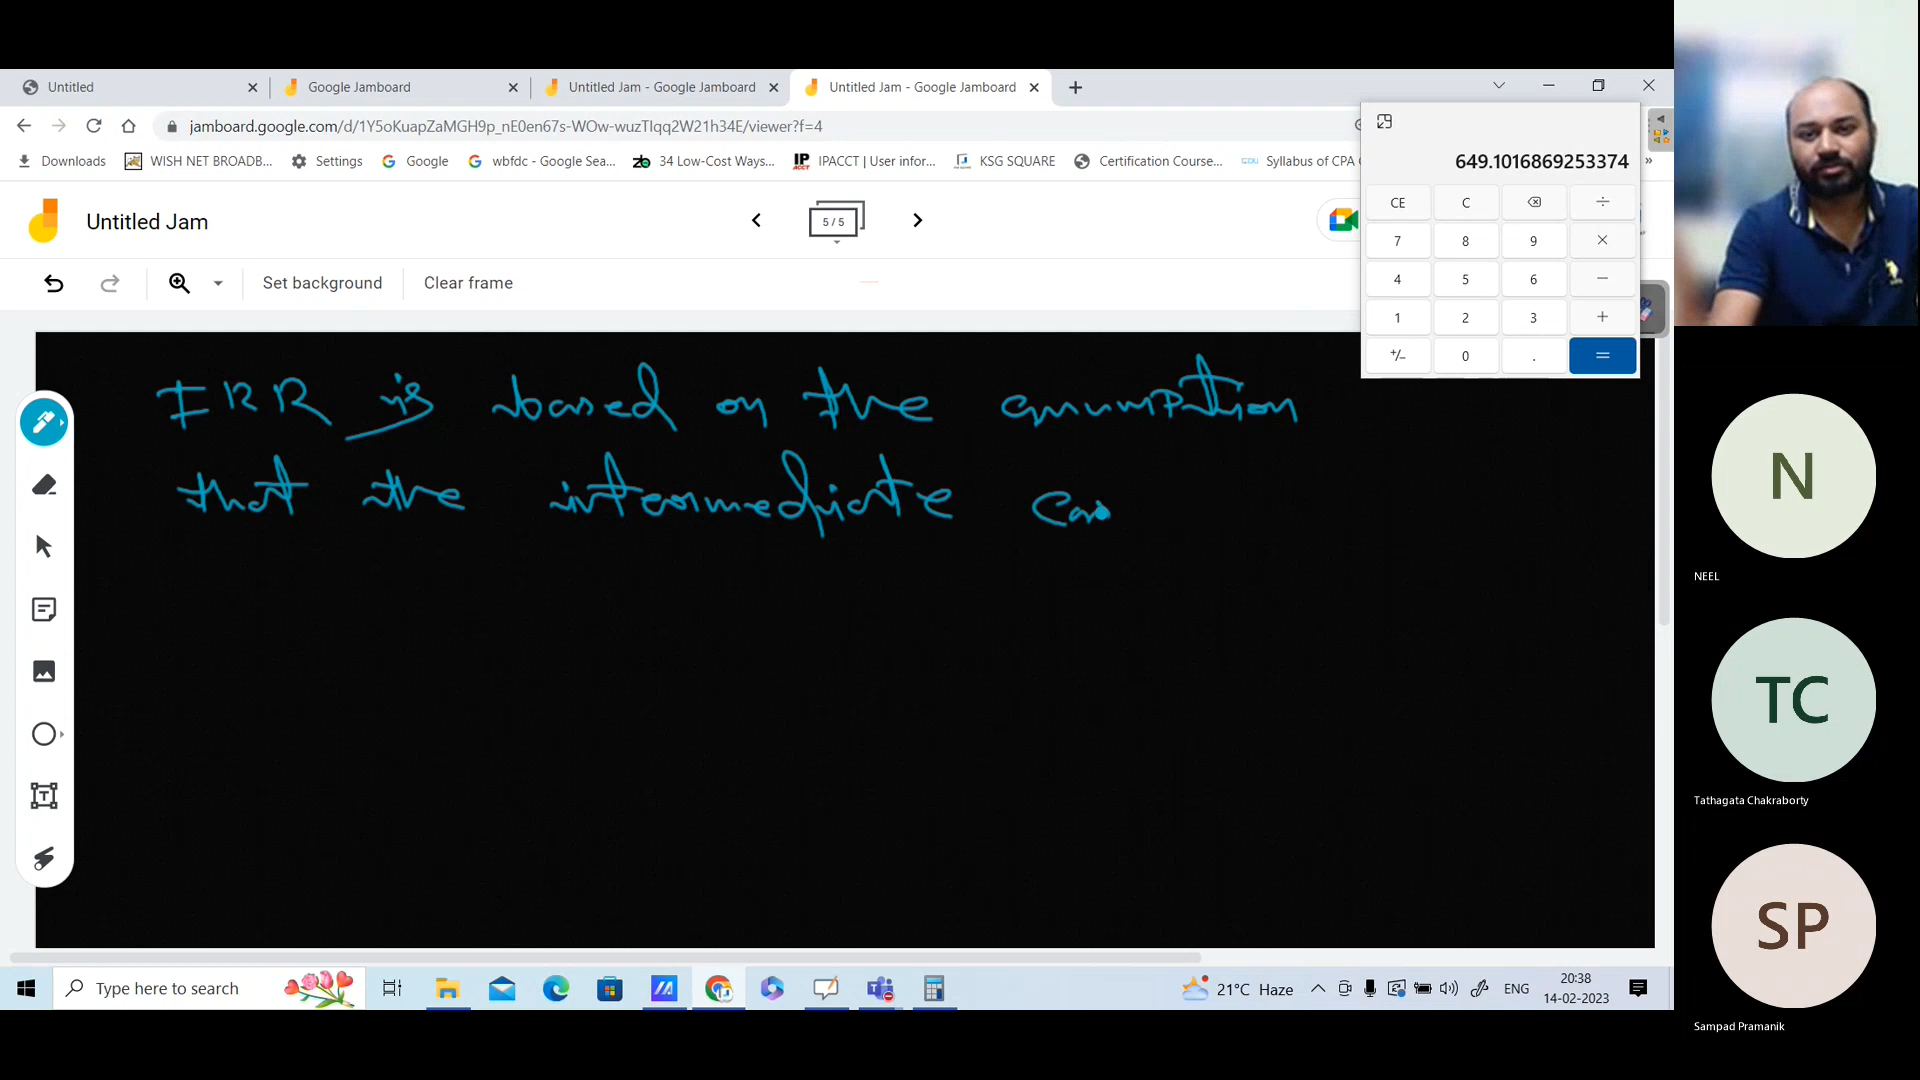 Untitled
Google Jamboard
Untitled Jam - Google Jamboard
Untitled Jam - Google Jamboard
jamboard.google.com/d/1Y5oKuapZaMGH9p_nE0en67s-WOw-wuzTIqq2W21h34E/viewer?f=4
Downloads WISH NET BROADB... Settings Google wbfdc - Google Sea... 34 Low-Cost Ways... IPACCT | User infor... KSG SQUARE Certification Course... Syllabus of CPA »
649.1016869253374
CE C ÷
7 8 9 ×
4 5 6 −
1 2 3 +
+/− 0 . =
Untitled Jam
5 / 5
Set background
Clear frame
IRR is based on the assumption
that the intermediate cas
N
NEEL
TC
Tathagata Chakraborty
SP
Sampad Pramanik
Type here to search
21°C Haze
ENG
20:38
14-02-2023